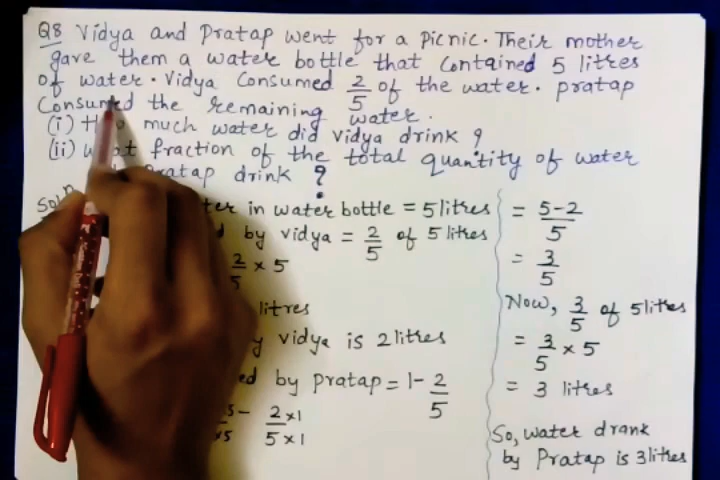 Q8 Vidya and Pratap went for a picnic. Their mother
gave them a water bottle that contained 5 litres
of water. Vidya consumed 2/5 of the water. pratap
consumed the remaining water.
(i) much water did vidya drink ?
(ii) what fraction of the total quantity of water
Pratap drink ?
Soln in water bottle = 5 litres
by vidya = 2/5 of 5 litres
2/5 × 5
litres
vidya is 2 litres
by pratap = 1 - 2/5
- 2×1/5×1
= 5-2/5
= 3/5
Now, 3/5 of 5 litres
= 3/5 × 5
= 3 litres
So, water drank
by Pratap is 3 litres